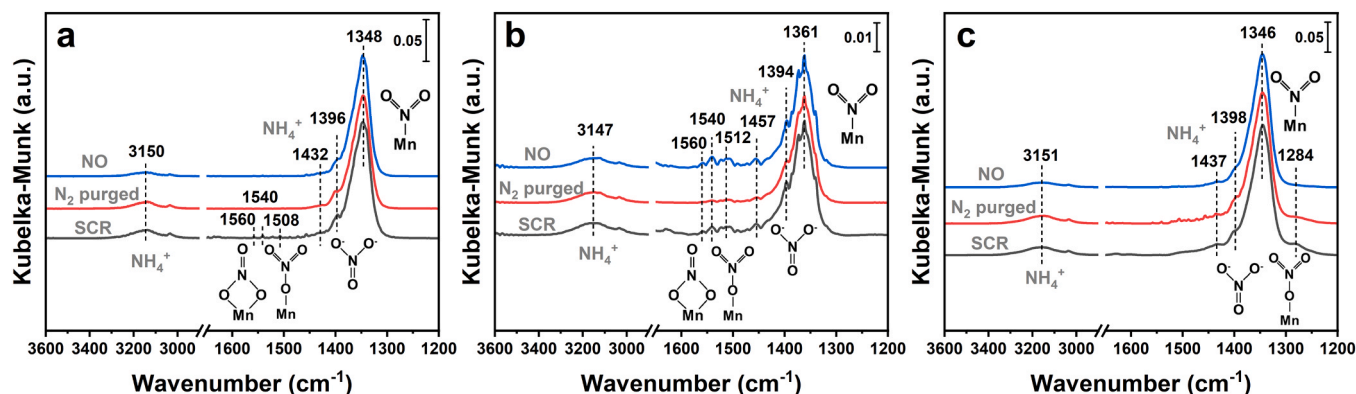 a
1348
0.05
1396
NH₄⁺
1432
3150
NO
1540
N₂ purged
1560
1508
SCR
NH₄⁺
O
O
N
Mn
O
N
O
O
Mn
O
O
N
O
Mn
O⁻
O⁻
N
O
3600
3200
3000
1600
1500
1400
1300
1200
Wavenumber (cm⁻¹)
Kubelka-Munk (a.u.)
b
1361
0.01
1394
NH₄⁺
1540
1457
1560
1512
3147
NO
N₂ purged
SCR
NH₄⁺
O
O
N
Mn
O
N
O
O
Mn
O
O
N
O
Mn
O⁻
O⁻
N
O
3600
3200
3000
1600
1500
1400
1300
1200
Wavenumber (cm⁻¹)
Kubelka-Munk (a.u.)
c
1346
0.05
NH₄⁺
1398
1437
1284
3151
NO
N₂ purged
SCR
NH₄⁺
O
O
N
Mn
O⁻
O⁻
N
O
O
O
N
O
Mn
3600
3200
3000
1600
1500
1400
1300
1200
Wavenumber (cm⁻¹)
Kubelka-Munk (a.u.)